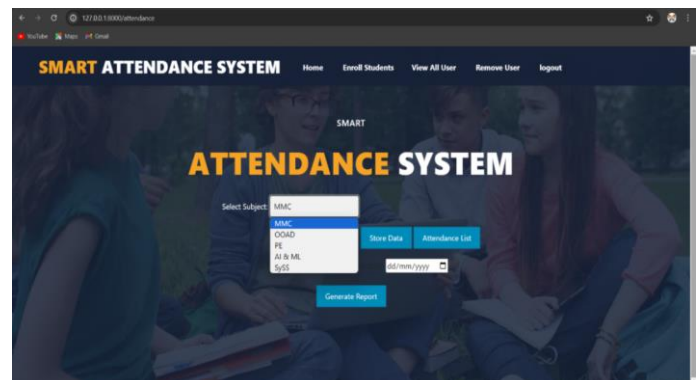 127.0.0.1:8000/attendance
YouTube Maps Gmail
SMART ATTENDANCE SYSTEM Home Enroll Students View All User Remove User logout
SMART
ATTENDANCE SYSTEM
Select Subject: MMC
MMC
OOAD
PE
AI & ML
SySS
Store Data Attendance List
dd/mm/yyyy
Generate Report